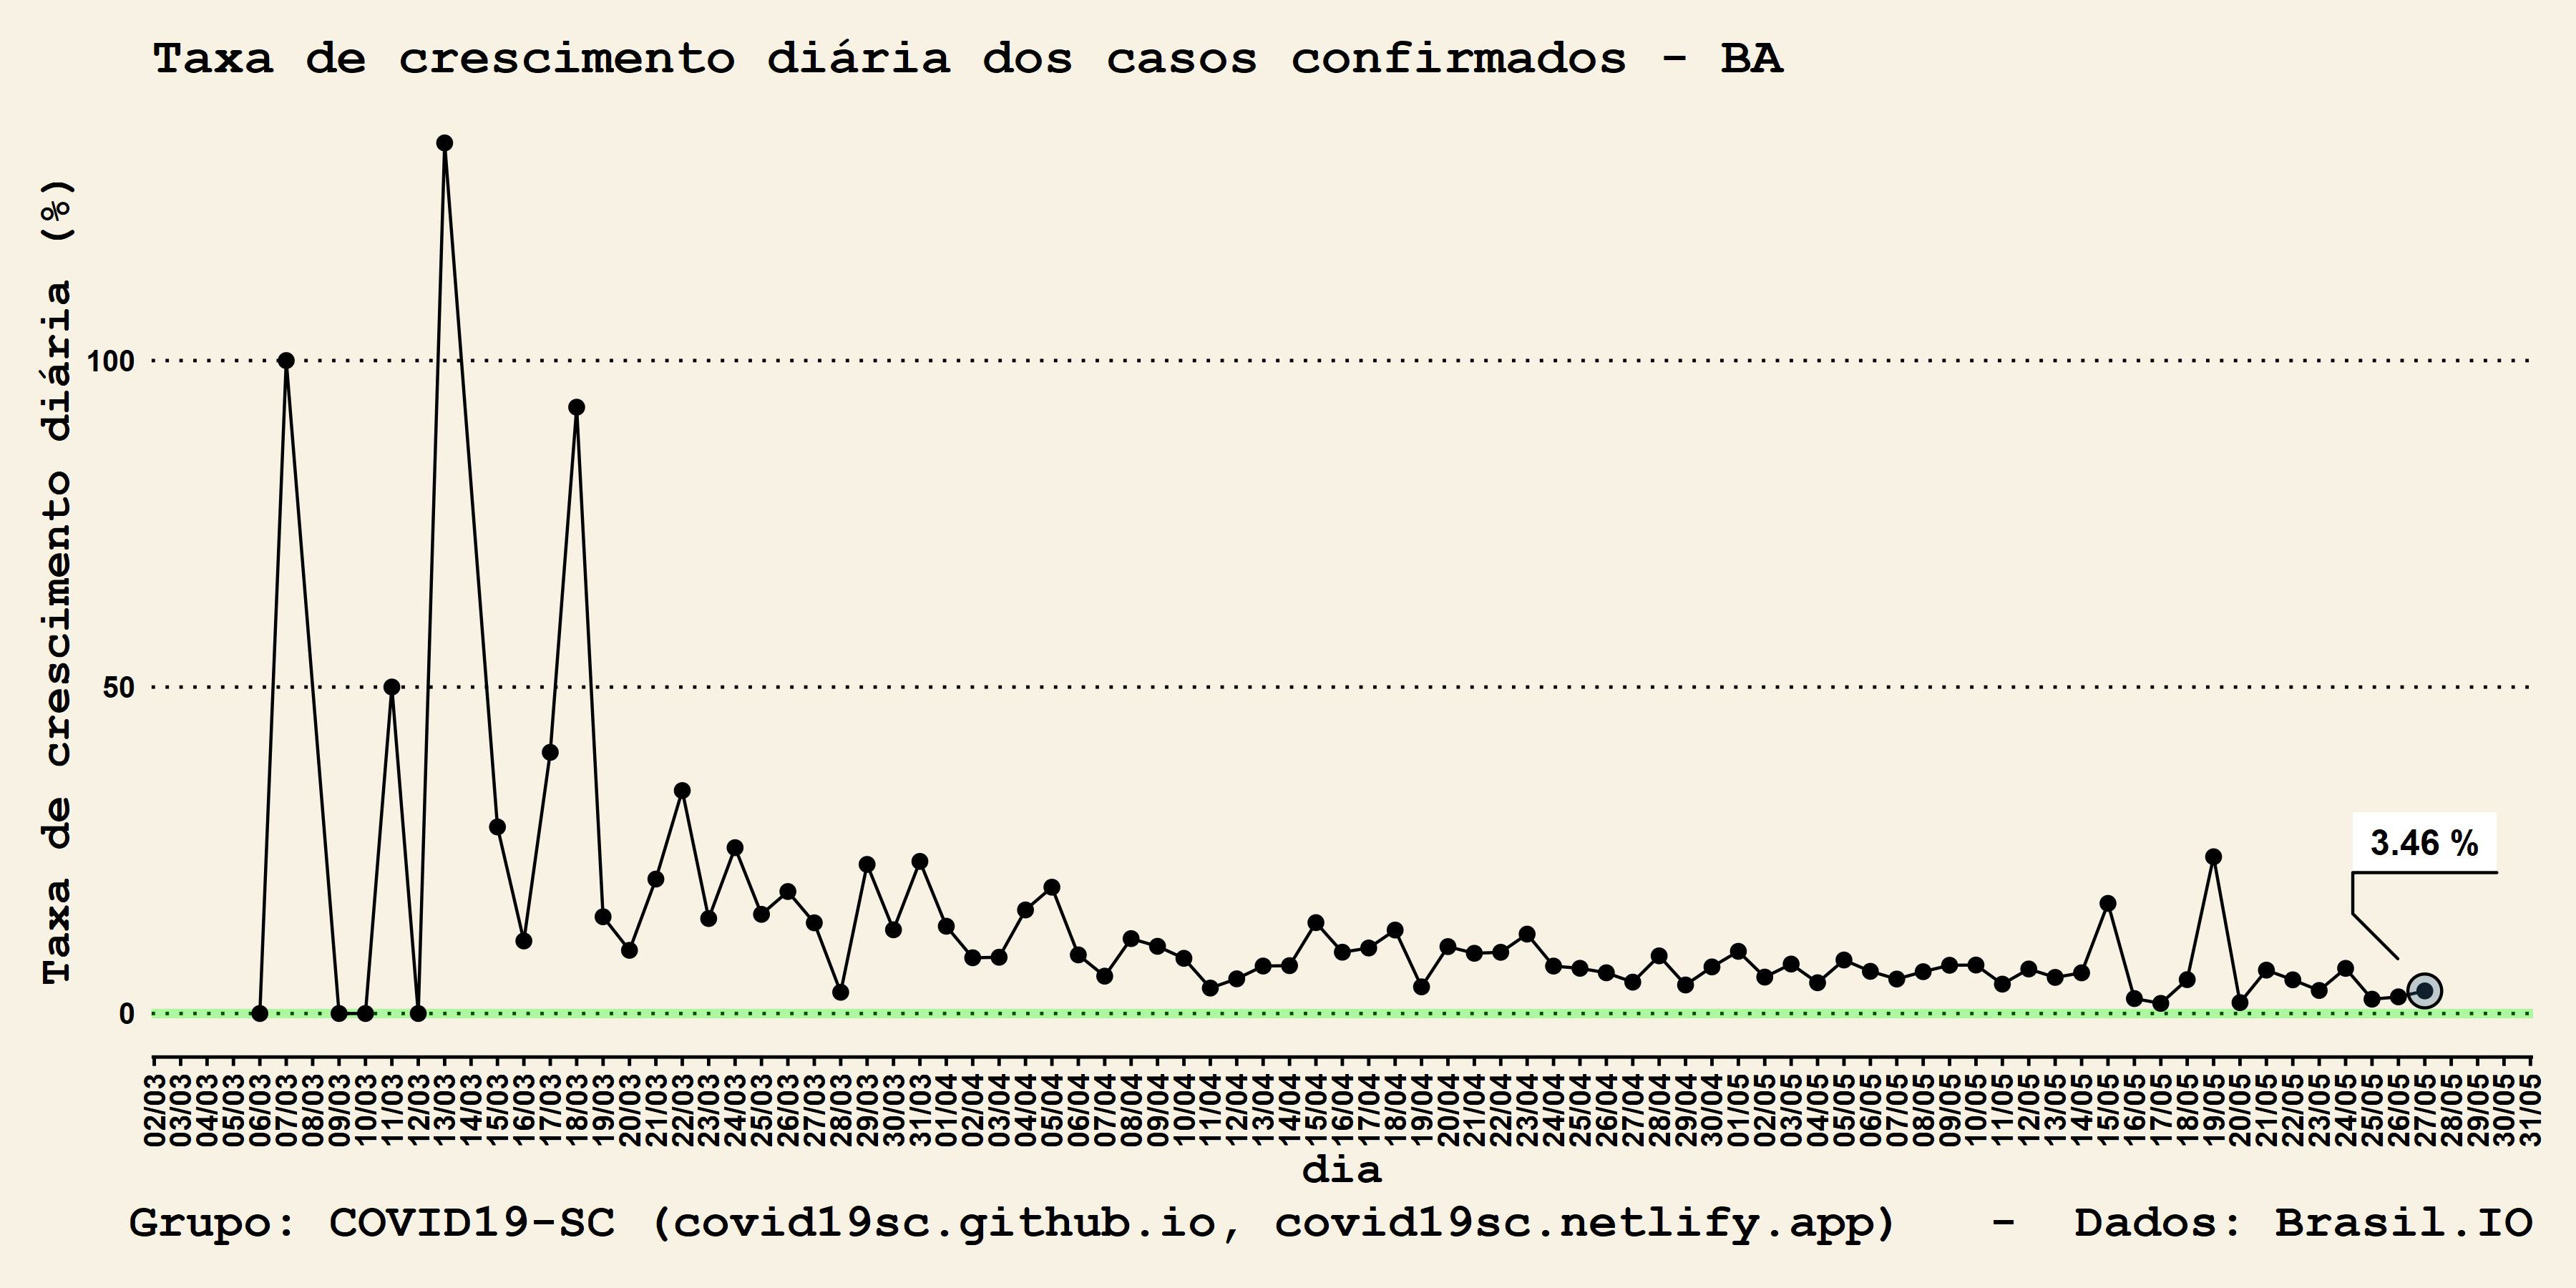 Taxa de crescimento diária dos casos confirmados - BA
Taxa de crescimento diária (%)
100
50
0
3.46 %
02/03 03/03 04/03 05/03 06/03 07/03 08/03 09/03 10/03 11/03 12/03 13/03 14/03 15/03 16/03 17/03 18/03 19/03 20/03 21/03 22/03 23/03 24/03 25/03 26/03 27/03 28/03 29/03 30/03 31/03 01/04 02/04 03/04 04/04 05/04 06/04 07/04 08/04 09/04 10/04 11/04 12/04 13/04 14/04 15/04 16/04 17/04 18/04 19/04 20/04 21/04 22/04 23/04 24/04 25/04 26/04 27/04 28/04 29/04 30/04 01/05 02/05 03/05 04/05 05/05 06/05 07/05 08/05 09/05 10/05 11/05 12/05 13/05 14/05 15/05 16/05 17/05 18/05 19/05 20/05 21/05 22/05 23/05 24/05 25/05 26/05 27/05 28/05 29/05 30/05 31/05
dia
Grupo: COVID19-SC (covid19sc.github.io, covid19sc.netlify.app) - Dados: Brasil.IO